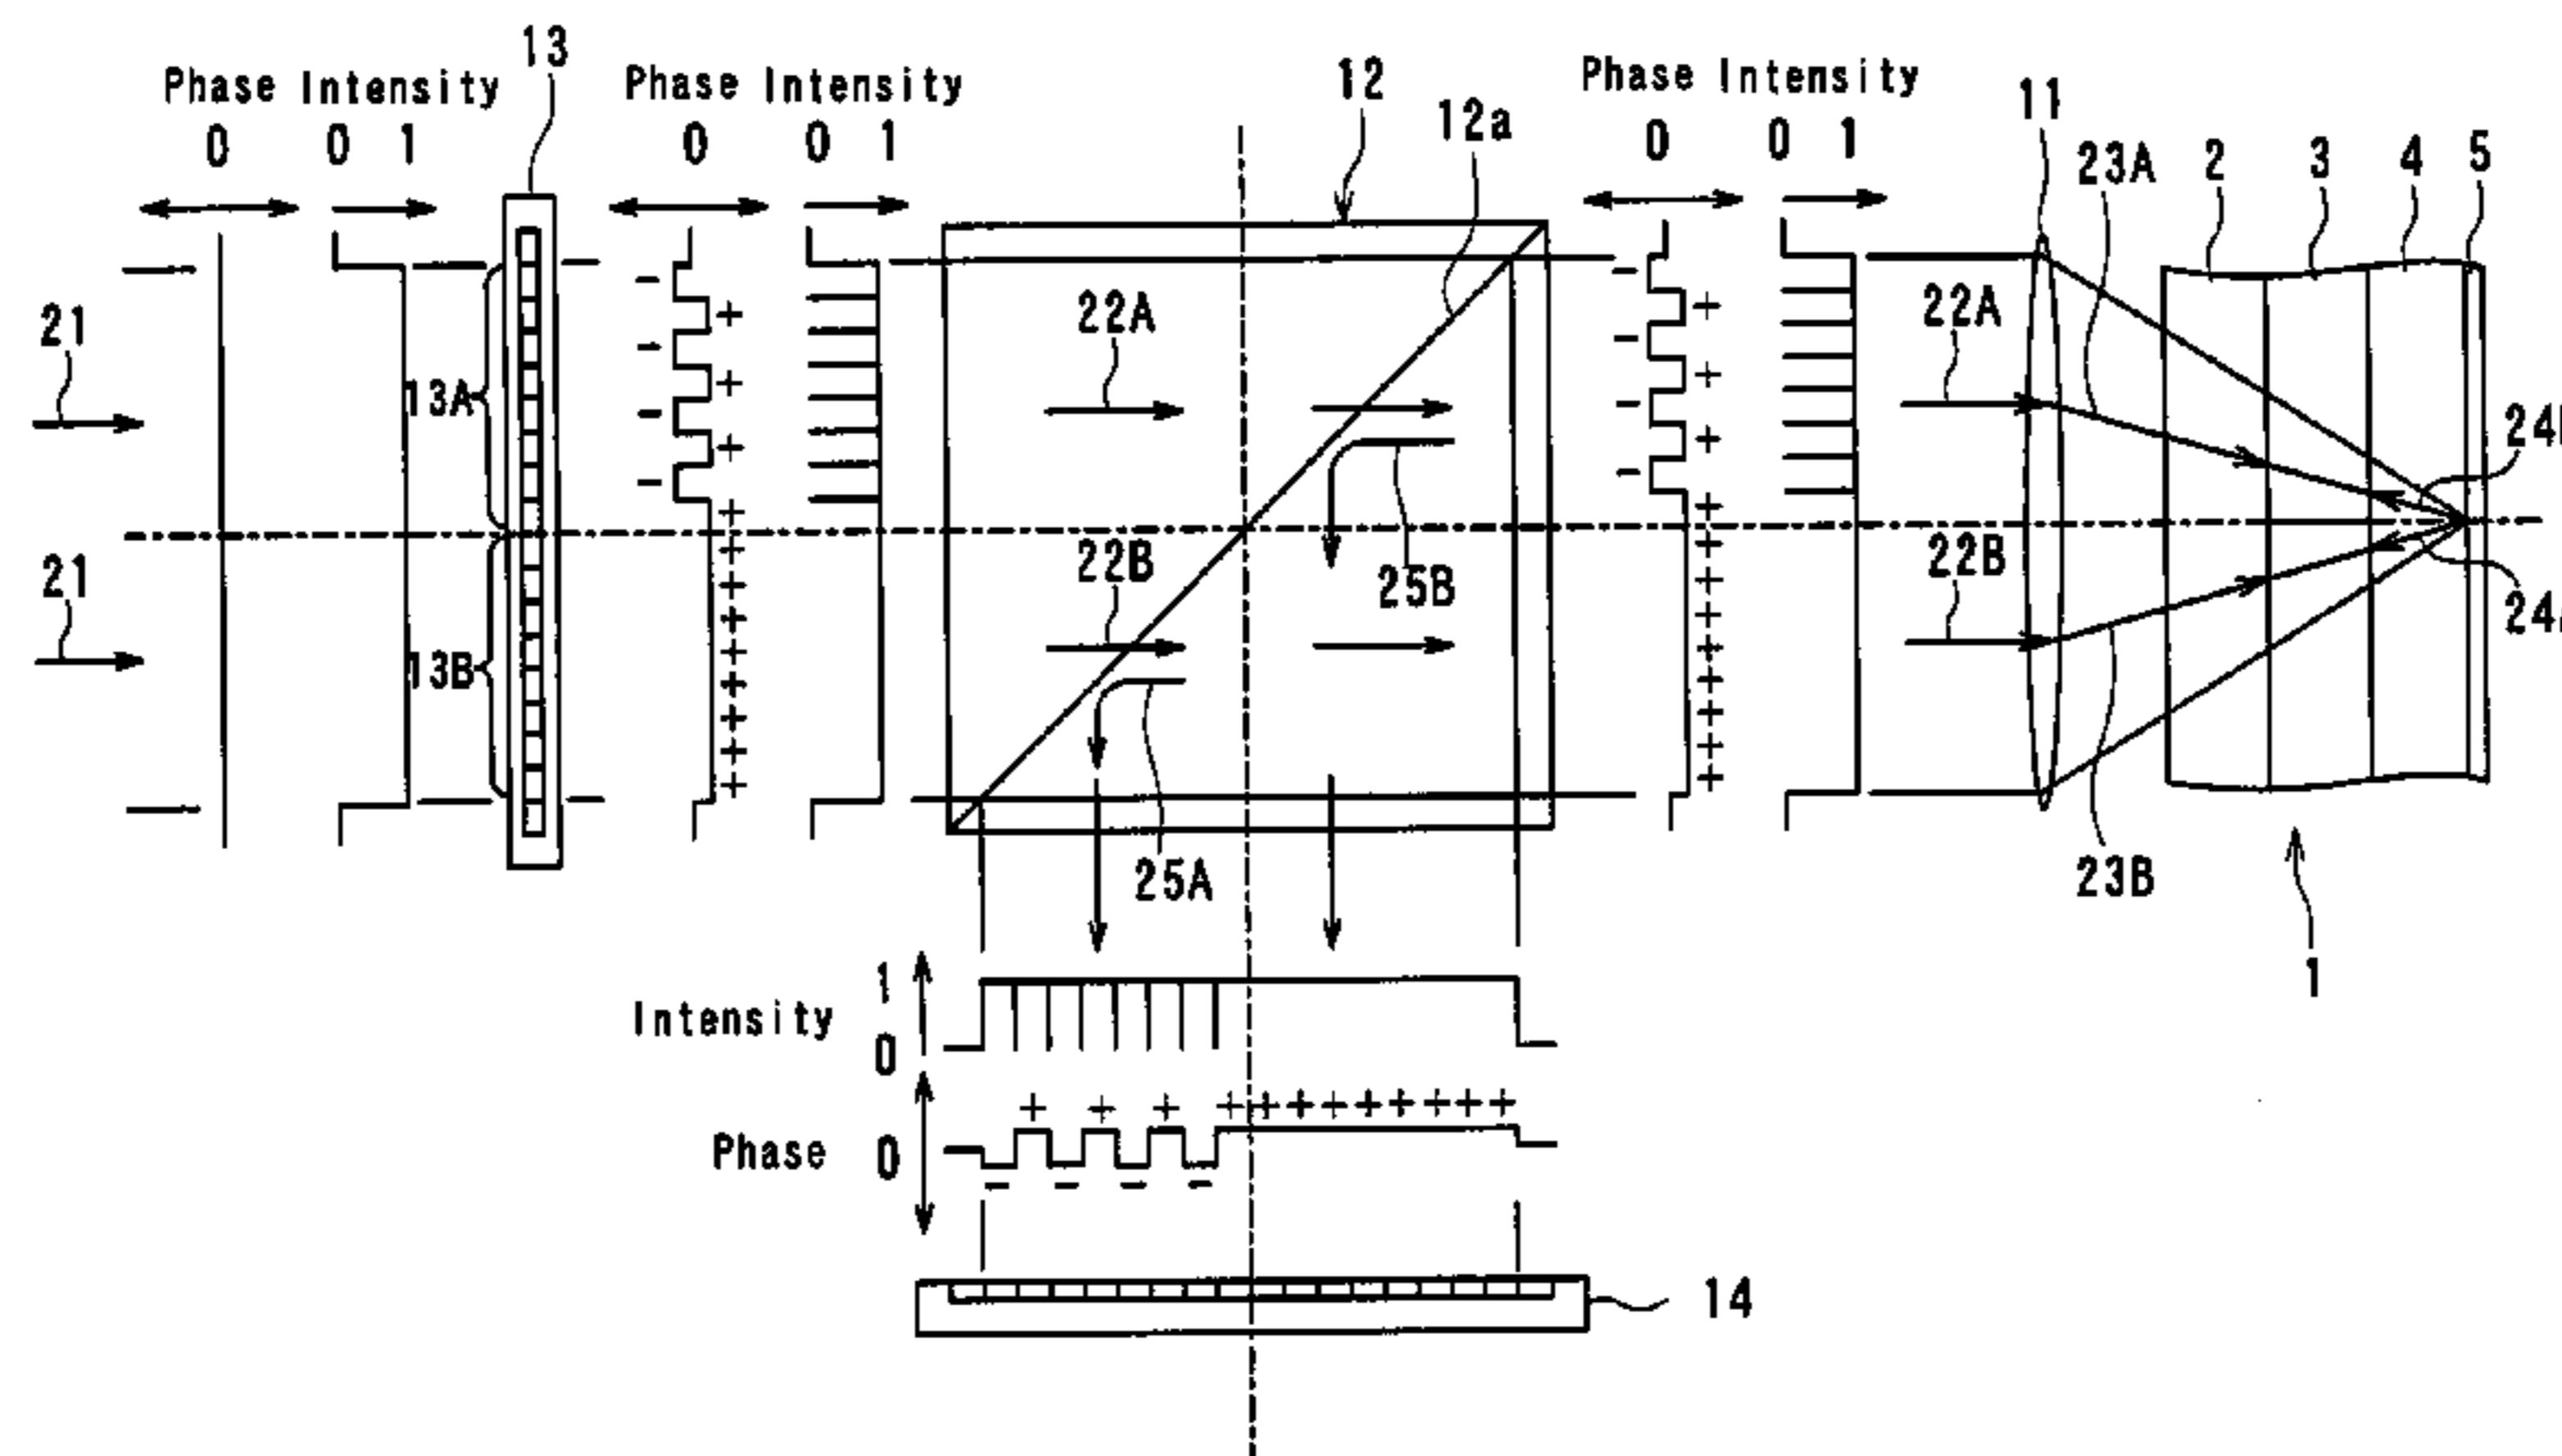 13
Phase Intensity
Phase Intensity
Phase Intensity
0 0 1
0 0 1
0 0 1
12
12a
11
23A
2
3
4
5
21
13A
22A
22A
24
- + - + - + - + + + + + + + + +
- + - + - + - + + + + + + + + +
21
13B
22B
25B
22B
24
25A
23B
1
Intensity
1
0
+ + + + + + + + + + + +
Phase 0
- - - -
14